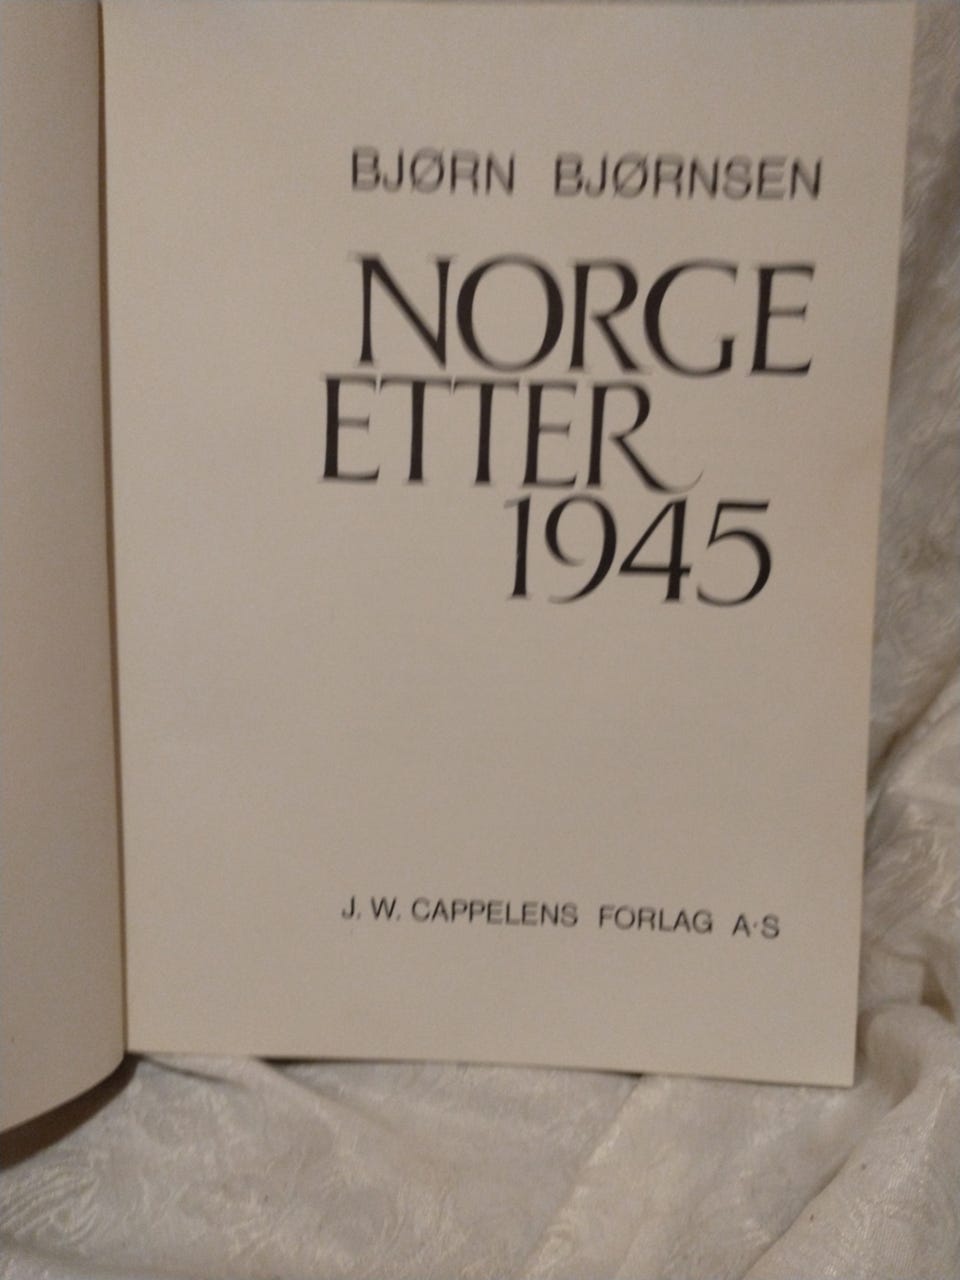 BJØRN BJØRNSEN
NORGE
ETTER
1945
J. W. CAPPELENS FORLAG A·S